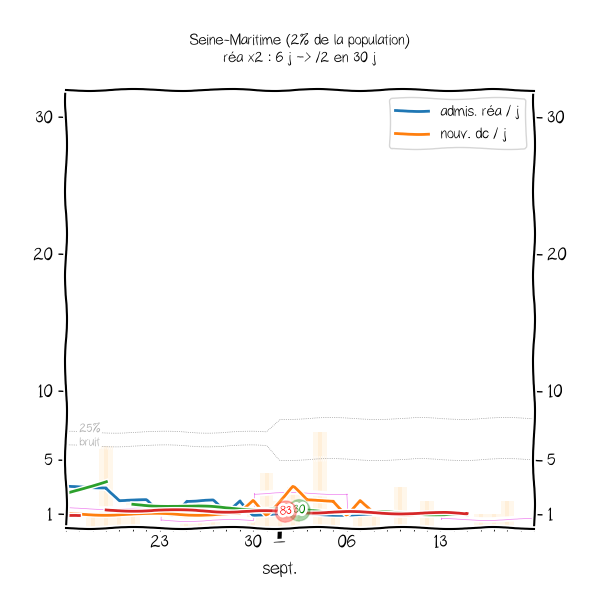 Seine-Maritime (2% de la population)
réa x2 : 6 j -> /2 en 30 j
admis. réa / j
nouv. dc / j
30
30
20
20
10
10
25%
bruit
5
5
83
30
1
1
23
30
06
13
sept.